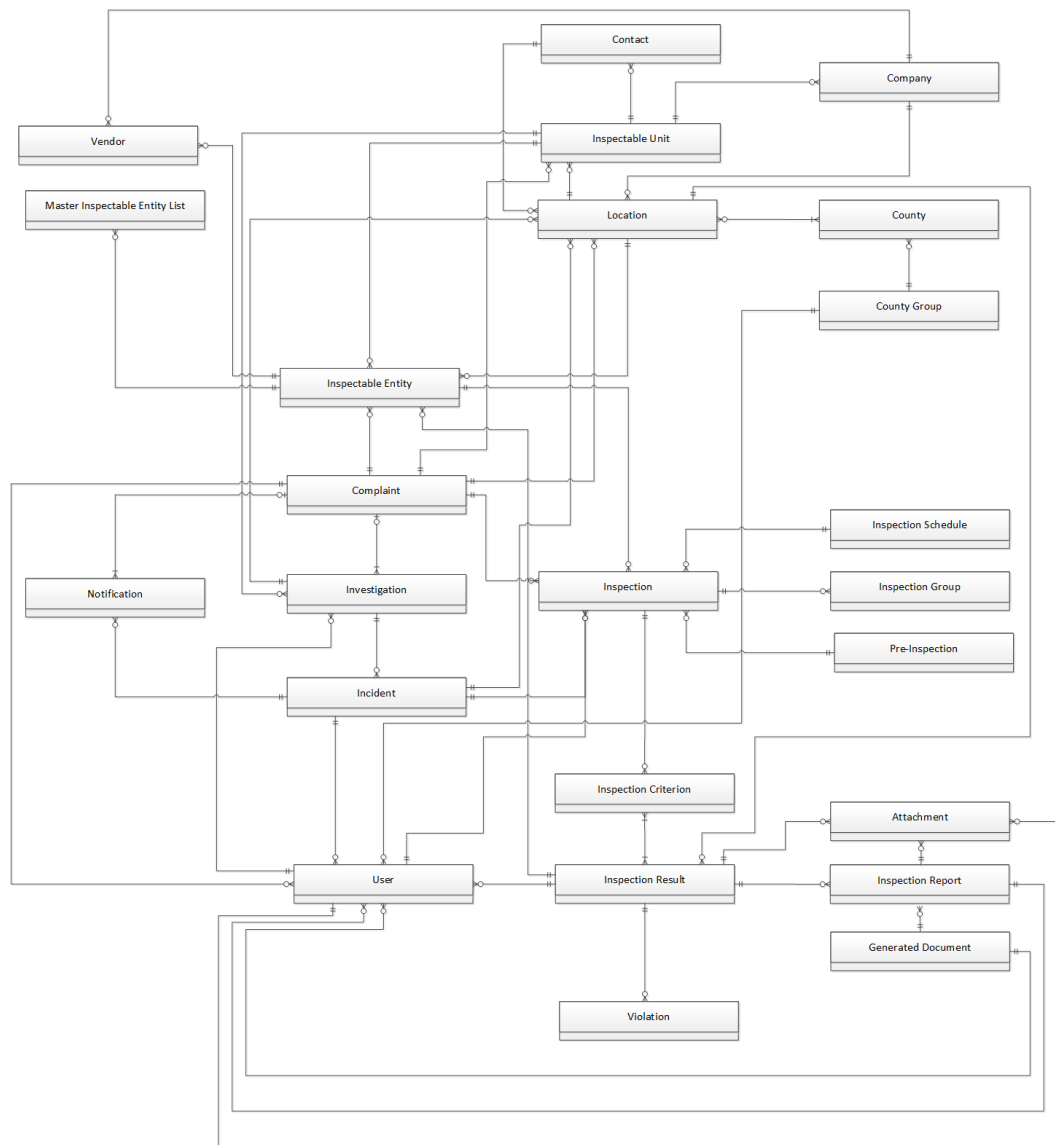 Contact
Company
Vendor
Inspectable Unit
Master Inspectable Entity List
Location
County
County Group
Inspectable Entity
Complaint
Inspection Schedule
Notification
Investigation
Inspection
Inspection Group
Pre-Inspection
Incident
Inspection Criterion
Attachment
User
Inspection Result
Inspection Report
Generated Document
Violation